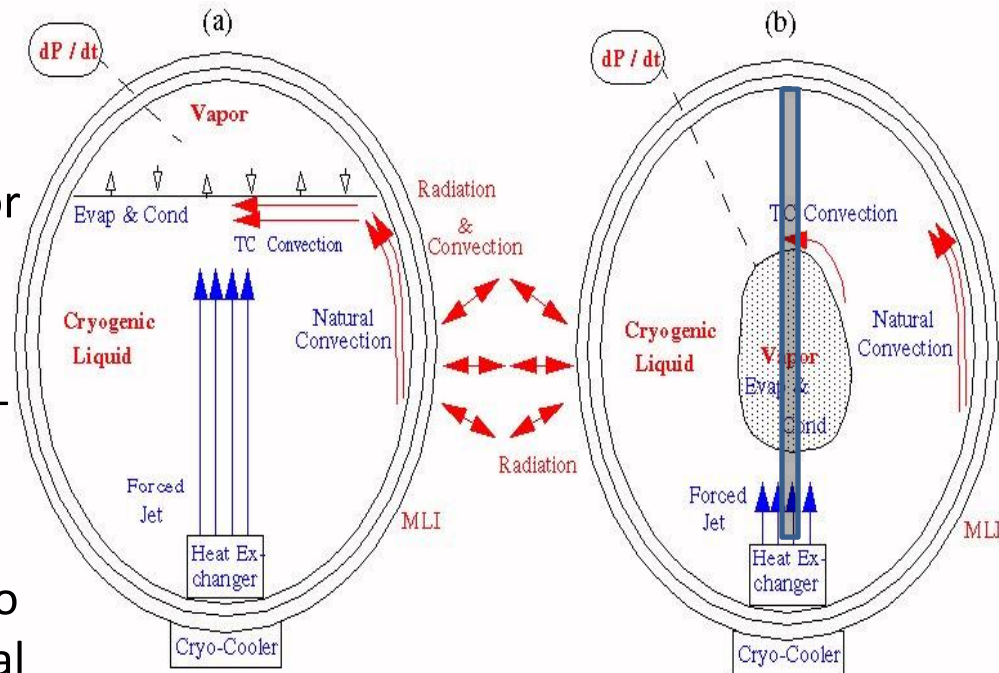 (a)
(b)
dP / dt
dP / dt
Vapor
or
Evap & Cond
Radiation
&
Convection
TC Convection
TC Convection
Cryogenic
Liquid
Natural
Convection
Cryogenic
Liquid
Vapor
Evap &
Cond
Natural
Convection
Radiation
Forced
Jet
MLI
Forced
Jet
MLI
Heat Ex-
changer
Heat Ex-
changer
o
al
Cryo-Cooler
Cryo-Cooler